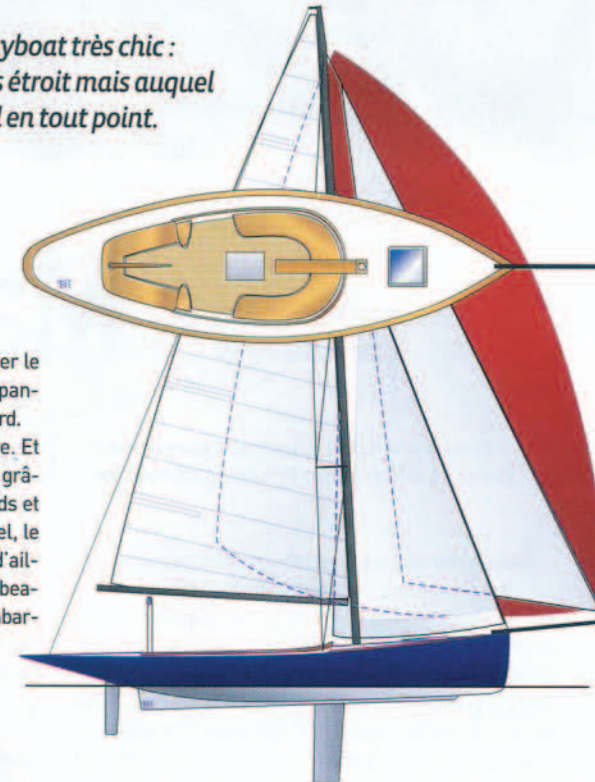 yboat très chic :
s étroit mais auquel
l en tout point.
er le
pan-
rd.
e. Et
grâ-
ds et
el, le
d'ail-
bea-
nbar-